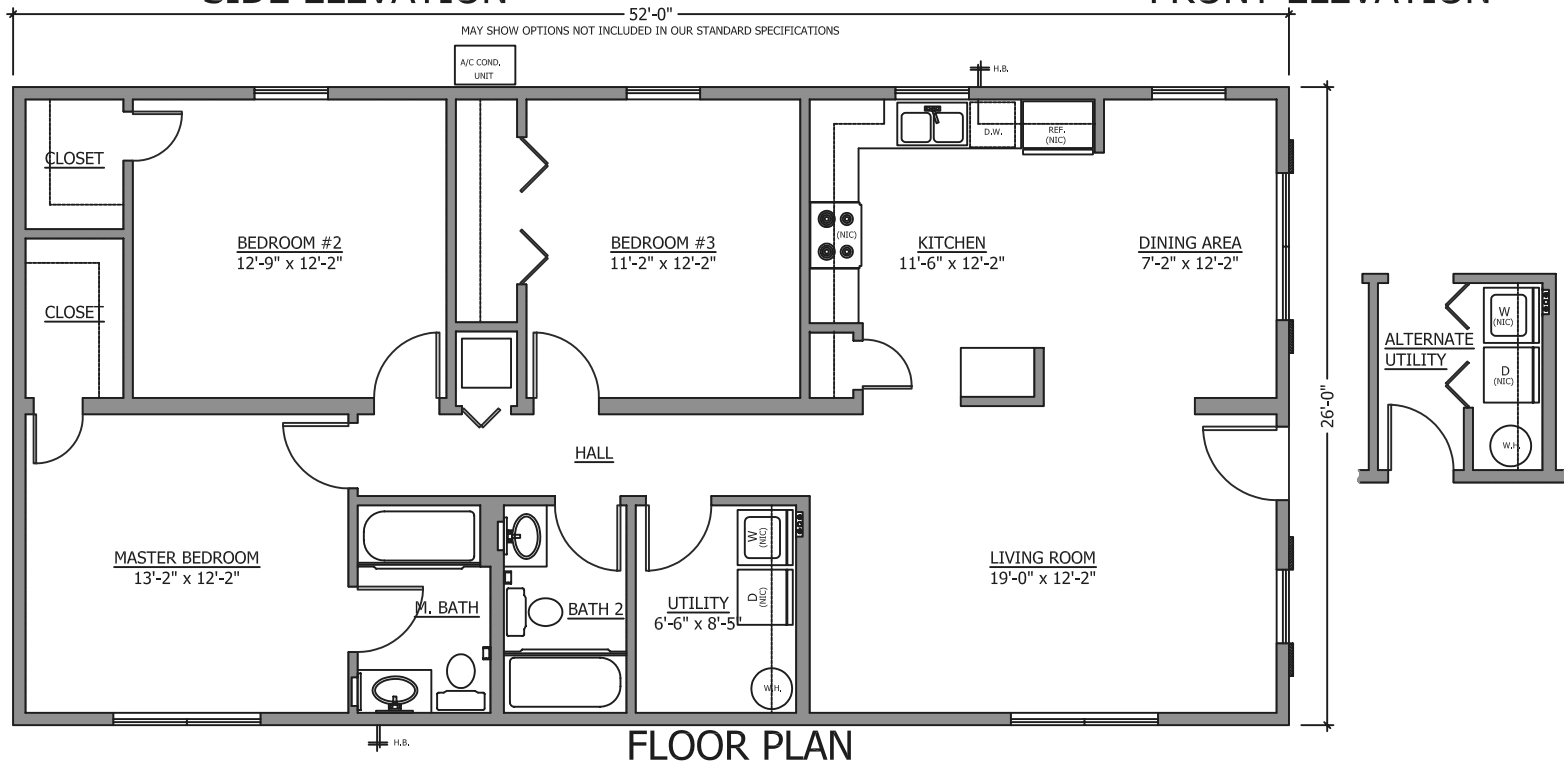 SIDE ELEVATION
FRONT ELEVATION
52'-0"
MAY SHOW OPTIONS NOT INCLUDED IN OUR STANDARD SPECIFICATIONS
A/C COND.
UNIT
H.B.
D.W.
REF.
(NIC)
CLOSET
BEDROOM #2
12'-9" x 12'-2"
BEDROOM #3
11'-2" x 12'-2"
(NIC)
KITCHEN
11'-6" x 12'-2"
DINING AREA
7'-2" x 12'-2"
CLOSET
W
(NIC)
ALTERNATE
UTILITY
D
(NIC)
W.H.
26'-0"
HALL
MASTER BEDROOM
13'-2" x 12'-2"
M. BATH
BATH 2
UTILITY
6'-6" x 8'-5"
W
(NIC)
D
(NIC)
W.H.
LIVING ROOM
19'-0" x 12'-2"
H.B.
FLOOR PLAN